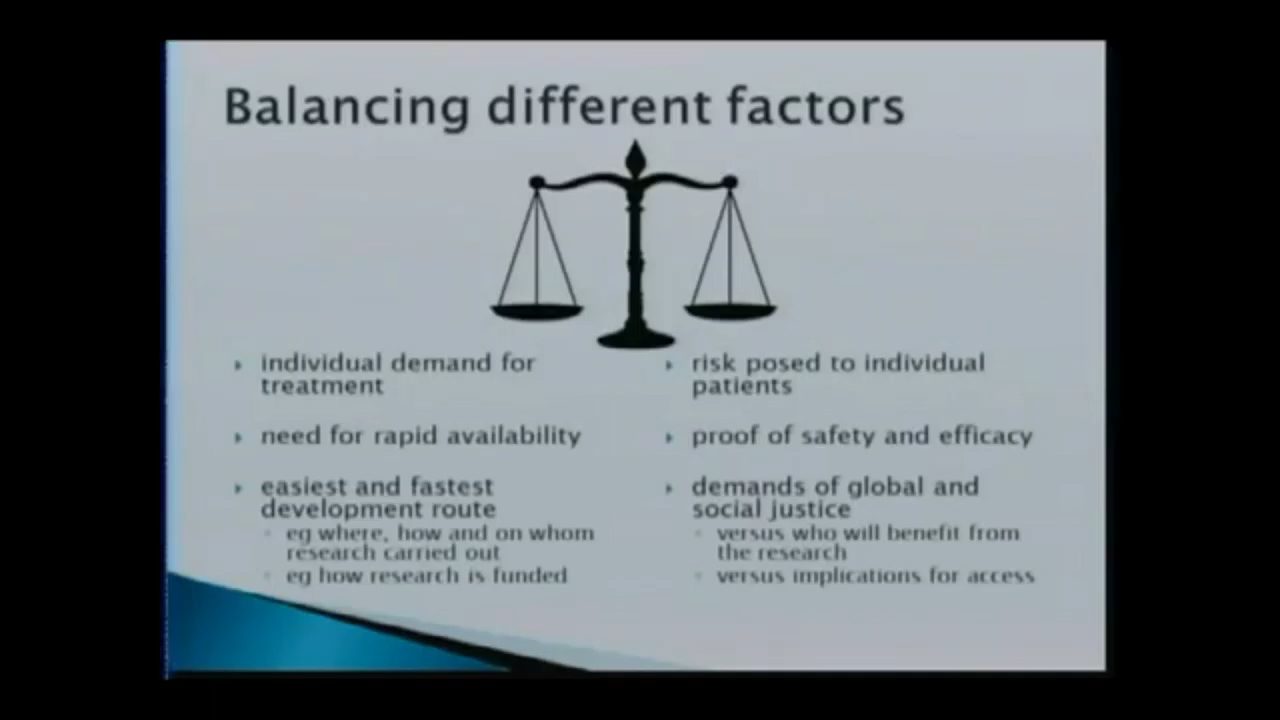 Balancing different factors
individual demand for
treatment
need for rapid availability
easiest and fastest
development route
eg where, how and on whom
research carried out
eg how research is funded
risk posed to individual
patients
proof of safety and efficacy
demands of global and
social justice
versus who will benefit from
the research
versus implications for access